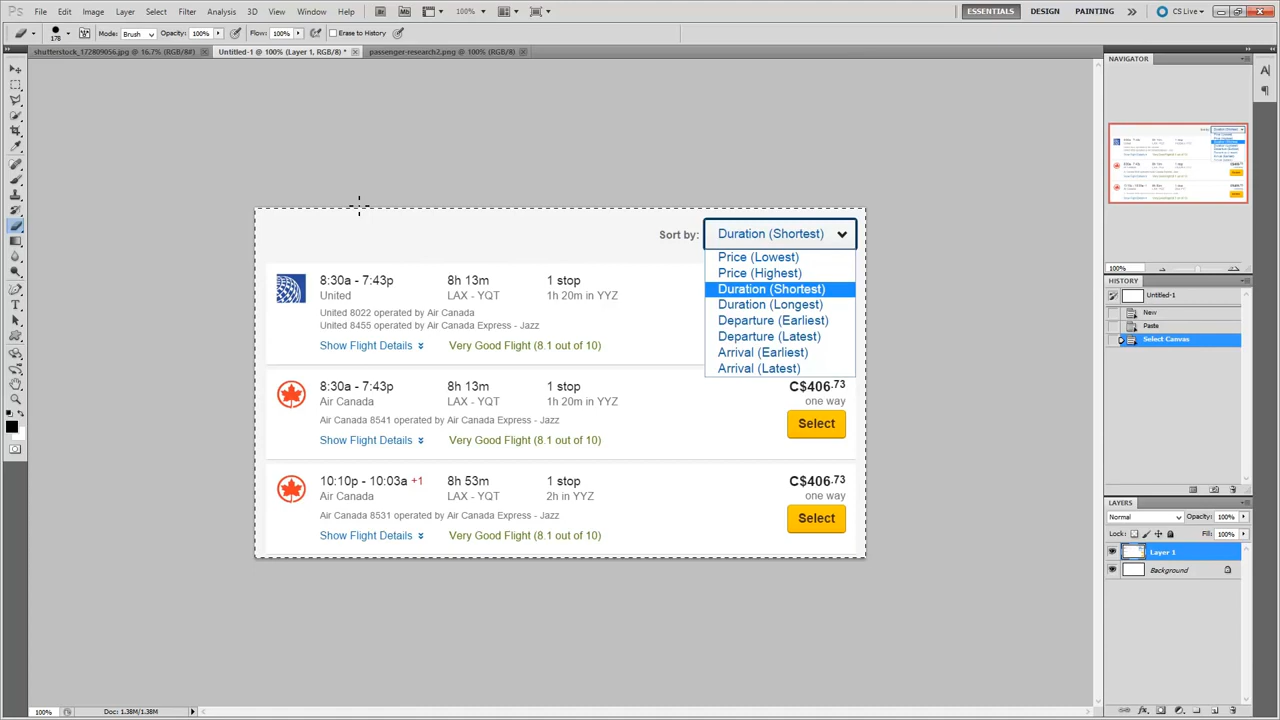 File Edit Image Layer Select Filter Analysis 3D View Window Help Br Mb 100% ESSENTIALS DESIGN PAINTING CS Live
178 Mode: Brush Opacity: 100% Flow: 100% Erase to History
shutterstock_172809056.jpg @ 16.7% (RGB/8#) Untitled-1 @ 100% (Layer 1, RGB/8) * passenger-research2.png @ 100% (RGB/8)
NAVIGATOR
100%
HISTORY
Untitled-1
New
Paste
Select Canvas
LAYERS
Normal Opacity: 100%
Lock: Fill: 100%
Layer 1
Background
Sort by: Duration (Shortest)
Price (Lowest)
Price (Highest)
Duration (Shortest)
Duration (Longest)
Departure (Earliest)
Departure (Latest)
Arrival (Earliest)
Arrival (Latest)
8:30a - 7:43p 8h 13m 1 stop
United LAX - YQT 1h 20m in YYZ
United 8022 operated by Air Canada
United 8455 operated by Air Canada Express - Jazz
Show Flight Details Very Good Flight (8.1 out of 10)
8:30a - 7:43p 8h 13m 1 stop C$406.73
Air Canada LAX - YQT 1h 20m in YYZ one way
Air Canada 8541 operated by Air Canada Express - Jazz
Select
Show Flight Details Very Good Flight (8.1 out of 10)
10:10p - 10:03a +1 8h 53m 1 stop C$406.73
Air Canada LAX - YQT 2h in YYZ one way
Air Canada 8531 operated by Air Canada Express - Jazz
Select
Show Flight Details Very Good Flight (8.1 out of 10)
100% Doc: 1.38M/1.38M